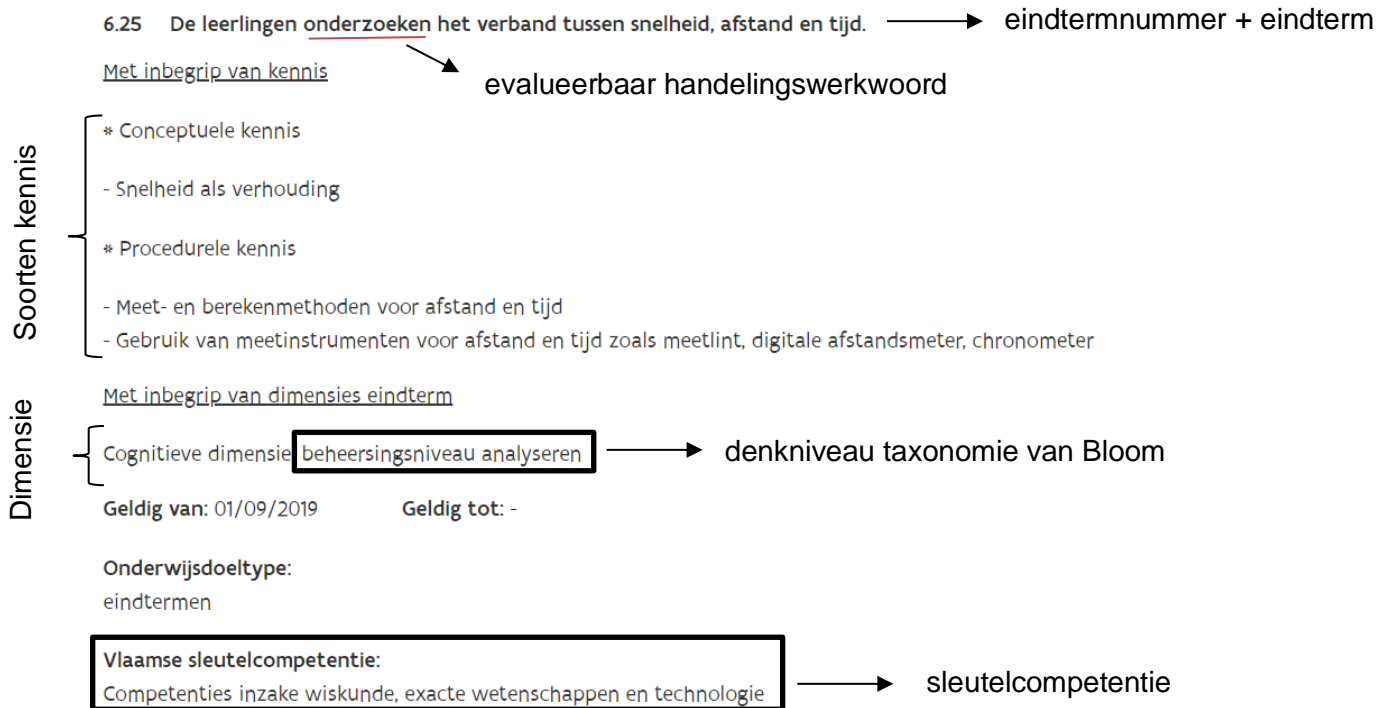 6.25 De leerlingen onderzoeken het verband tussen snelheid, afstand en tijd.
eindtermnummer + eindterm
Met inbegrip van kennis
evalueerbaar handelingswerkwoord
Soorten kennis
* Conceptuele kennis
- Snelheid als verhouding
* Procedurele kennis
- Meet- en berekenmethoden voor afstand en tijd
- Gebruik van meetinstrumenten voor afstand en tijd zoals meetlint, digitale afstandsmeter, chronometer
Met inbegrip van dimensies eindterm
Dimensie
Cognitieve dimensie beheersingsniveau analyseren
denkniveau taxonomie van Bloom
Geldig van: 01/09/2019 Geldig tot: -
Onderwijsdoeltype:
eindtermen
Vlaamse sleutelcompetentie:
Competenties inzake wiskunde, exacte wetenschappen en technologie
sleutelcompetentie